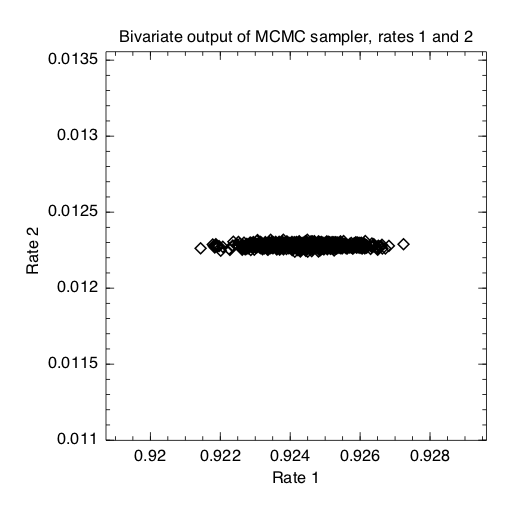 Bivariate output of MCMC sampler, rates 1 and 2
0.0135
0.013
0.0125
0.012
0.0115
0.011
Rate 2
0.92 0.922 0.924 0.926 0.928
Rate 1